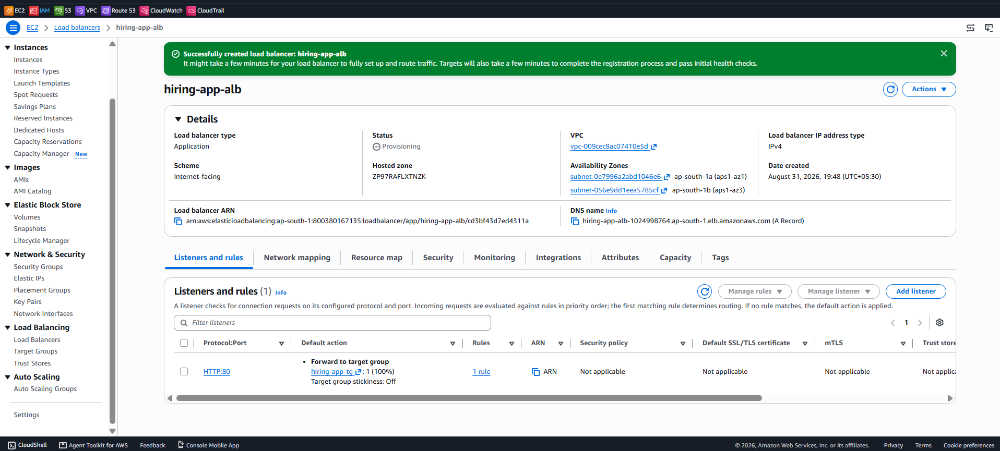 EC2 IAM S3 VPC Route 53 CloudWatch CloudTrail
EC2 Load balancers hiring-app-alb
Instances
Instances
Instance Types
Launch Templates
Spot Requests
Savings Plans
Reserved Instances
Dedicated Hosts
Capacity Reservations
Capacity Manager New
Images
AMIs
AMI Catalog
Elastic Block Store
Volumes
Snapshots
Lifecycle Manager
Network & Security
Security Groups
Elastic IPs
Placement Groups
Key Pairs
Network Interfaces
Load Balancing
Load Balancers
Target Groups
Trust Stores
Auto Scaling
Auto Scaling Groups
Settings
Successfully created load balancer: hiring-app-alb
It might take a few minutes for your load balancer to fully set up and route traffic. Targets will also take a few minutes to complete the registration process and pass initial health checks.
hiring-app-alb
Actions
Details
Load balancer type
Application
Status
Provisioning
VPC
vpc-009cec8ac07410e5d
Load balancer IP address type
IPv4
Scheme
Internet-facing
Hosted zone
ZP97RAFLXTNZK
Availability Zones
subnet-0e7996a2abd1046e6 ap-south-1a (aps1-az1)
subnet-056e9dd1eea5785cf ap-south-1b (aps1-az3)
Date created
August 31, 2026, 19:48 (UTC+05:30)
Load balancer ARN
arn:aws:elasticloadbalancing:ap-south-1:800380167135:loadbalancer/app/hiring-app-alb/cd3bf43d7ed4311a
DNS name Info
hiring-app-alb-1024998764.ap-south-1.elb.amazonaws.com (A Record)
Listeners and rules Network mapping Resource map Security Monitoring Integrations Attributes Capacity Tags
Listeners and rules (1) Info
Manage rules Manage listener Add listener
A listener checks for connection requests on its configured protocol and port. Incoming requests are evaluated against rules in priority order; the first matching rule determines routing. If no rule matches, the default action is applied.
Filter listeners
1
Protocol:Port Default action Rules ARN Security policy Default SSL/TLS certificate mTLS Trust store
• Forward to target group
HTTP:80 hiring-app-tg : 1 (100%) 1 rule ARN Not applicable Not applicable Not applicable Not applica
Target group stickiness: Off
CloudShell Agent Toolkit for AWS Feedback Console Mobile App © 2026, Amazon Web Services, Inc. or its affiliates. Privacy Terms Cookie preferences